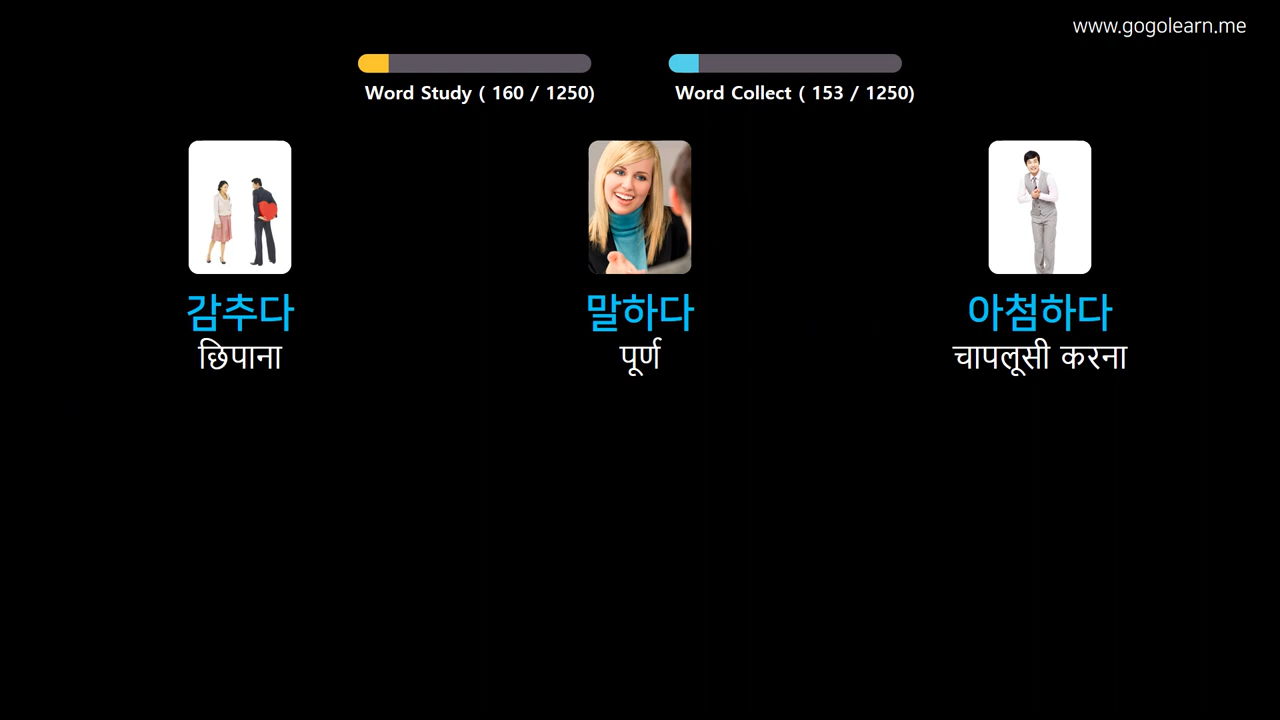 www.gogolearn.me
Word Study ( 160 / 1250)
Word Collect ( 153 / 1250)
감추다
말하다
아첨하다
छिपाना
पूर्ण
चापलूसी करना